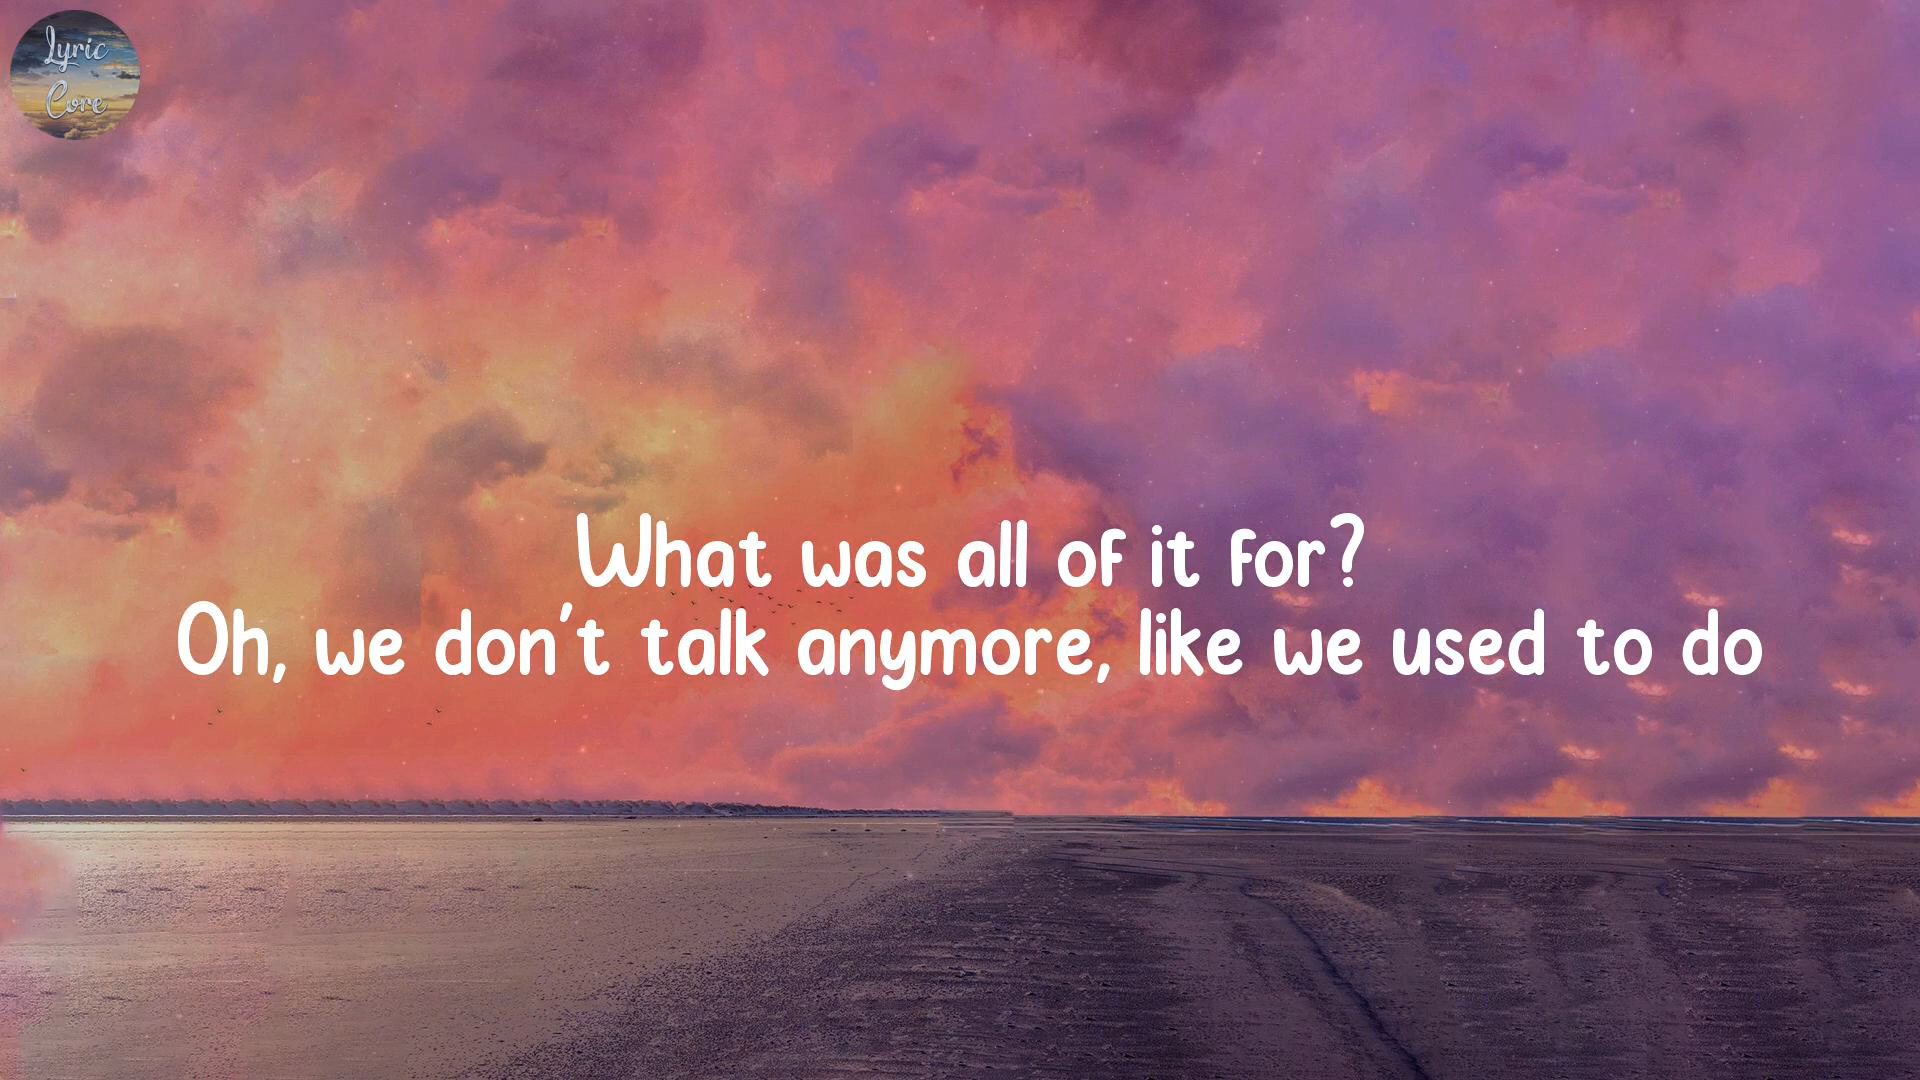 Lyric
Core
What was all of it for?
Oh, we don't talk anymore, like we used to do